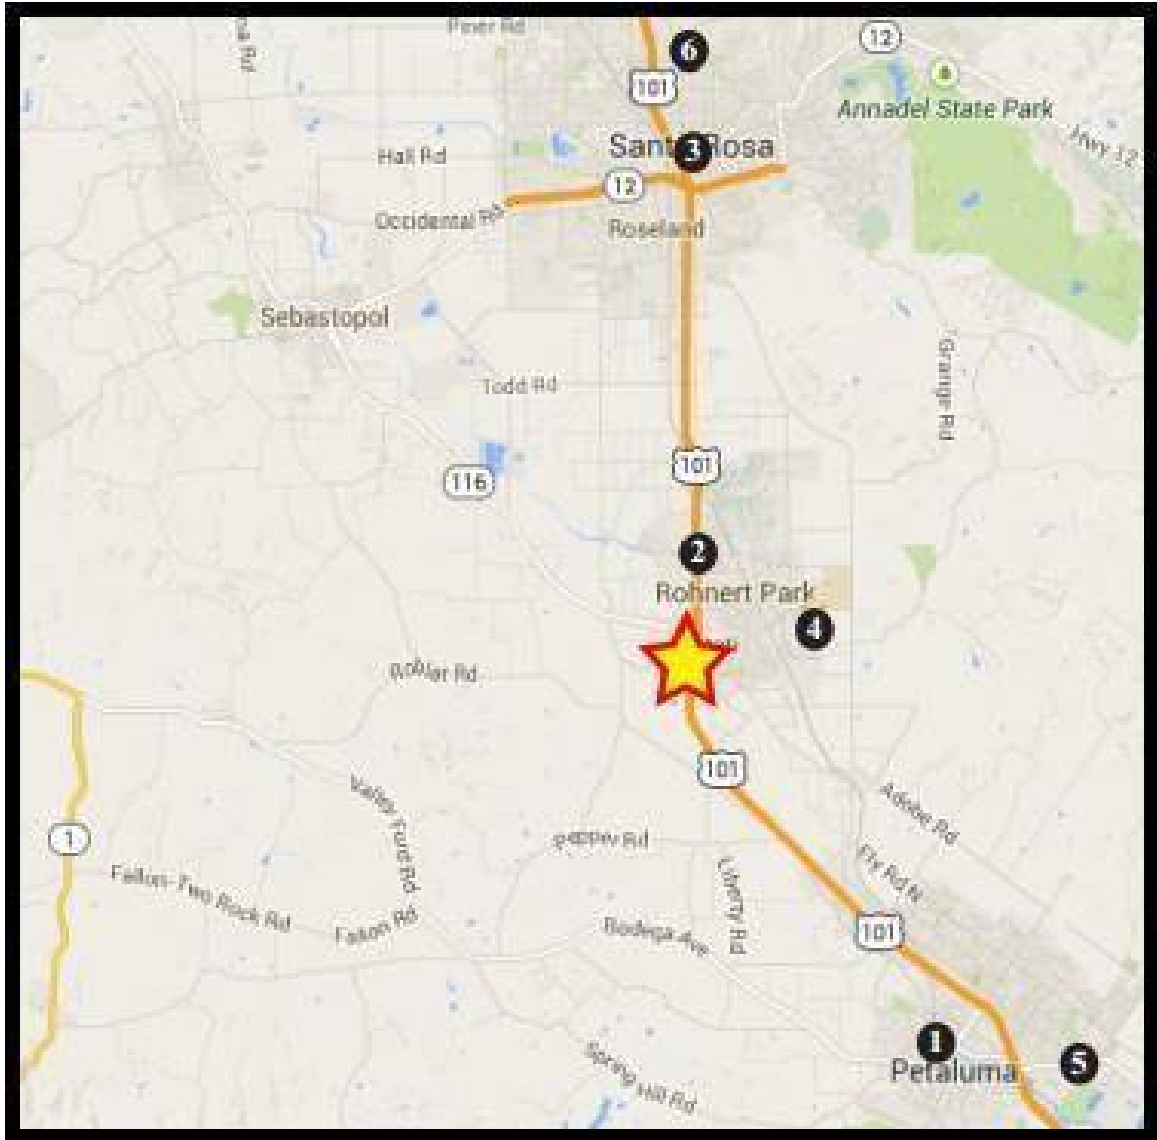 Piner Rd
6
12
101
Annadel State Park
Hwy 12
Hall Rd
Santa Rosa
3
12
Occidental Rd
Roseland
Sebastopol
Grange Rd
Todd Rd
101
116
2
Rohnert Park
4
Roblar Rd
101
Valley Ford Rd
Adobe Rd
1
Pepper Rd
Ely Rd N
Liberty Rd
Fallon-Two Rock Rd
Fallon Rd
Bodega Ave
101
1
5
Petaluma
Spring Hill Rd